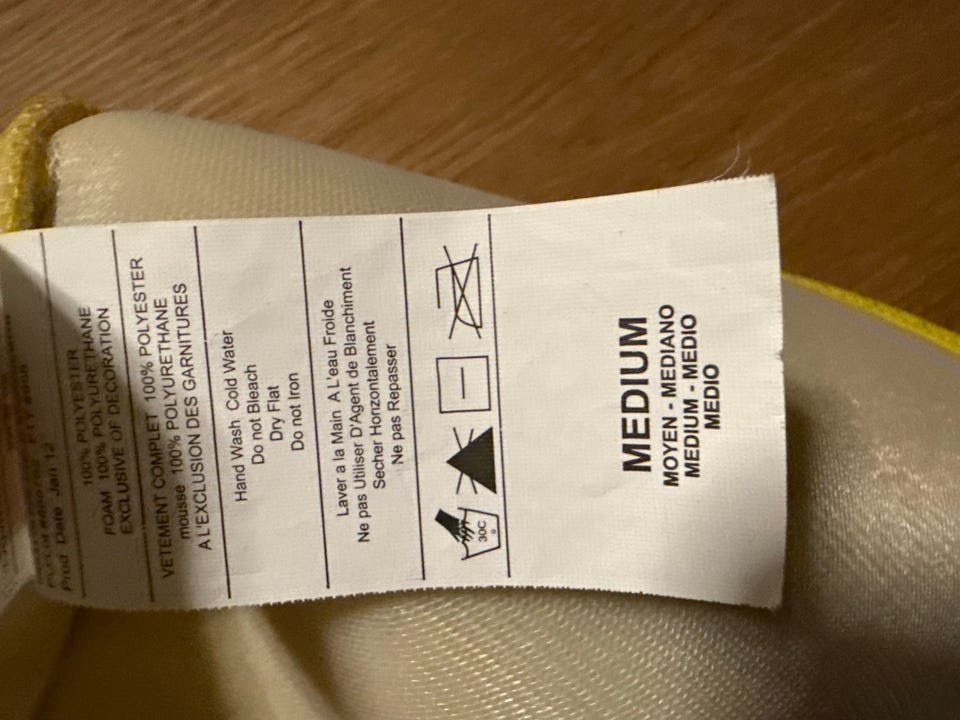 Prod Date Jan 12
100% POLYESTER
FOAM 100% POLYURETHANE
EXCLUSIVE OF DECORATION
VETEMENT COMPLET 100% POLYESTER
mousse 100% POLYURETHANE
A L'EXCLUSION DES GARNITURES
Hand Wash Cold Water
Do not Bleach
Dry Flat
Do not Iron
Laver a la Main A L'eau Froide
Ne pas Utiliser D'Agent de Blanchiment
Secher Horzontalement
Ne pas Repasser
30C
MEDIUM
MOYEN - MEDIANO
MEDIUM - MEDIO
MEDIO